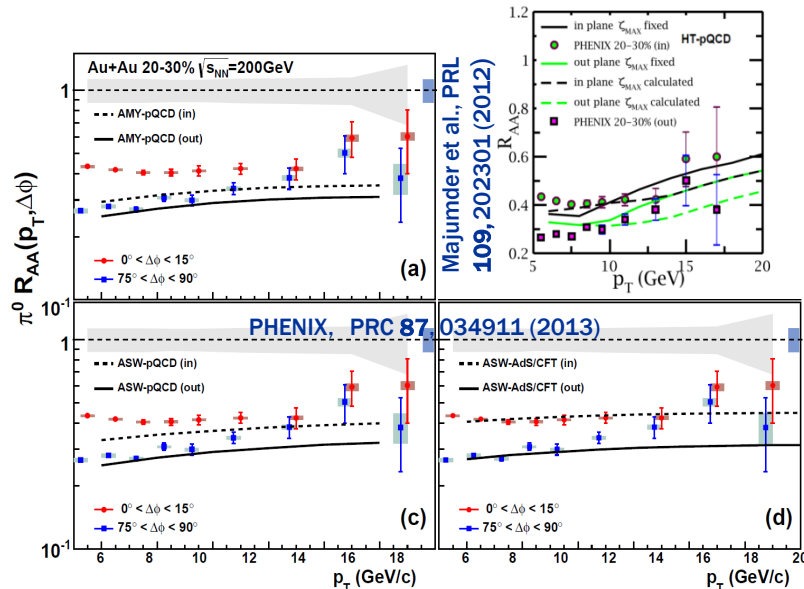 Au+Au 20-30% √sNN=200GeV
AMY-pQCD (in)
AMY-pQCD (out)
0° < Δϕ < 15°
75° < Δϕ < 90°
(a)
1
10-1
π0 RAA(pT,Δϕ)
Majumder et al., PRL
109, 202301 (2012)
1.2
1
0.8
0.6
0.4
0.2
RAA
in plane ζMAX fixed
PHENIX 20-30% (in)
HT-pQCD
out plane ζMAX fixed
in plane ζMAX calculated
out plane ζMAX calculated
PHENIX 20-30% (out)
5 10 15 20
pT (GeV)
PHENIX, PRC 87, 034911 (2013)
1
ASW-pQCD (in)
ASW-pQCD (out)
0° < Δϕ < 15°
75° < Δϕ < 90°
(c)
10-1
6 8 10 12 14 16 18
pT (GeV/c)
ASW-AdS/CFT (in)
ASW-AdS/CFT (out)
0° < Δϕ < 15°
75° < Δϕ < 90°
(d)
6 8 10 12 14 16 18 20
pT (GeV/c)